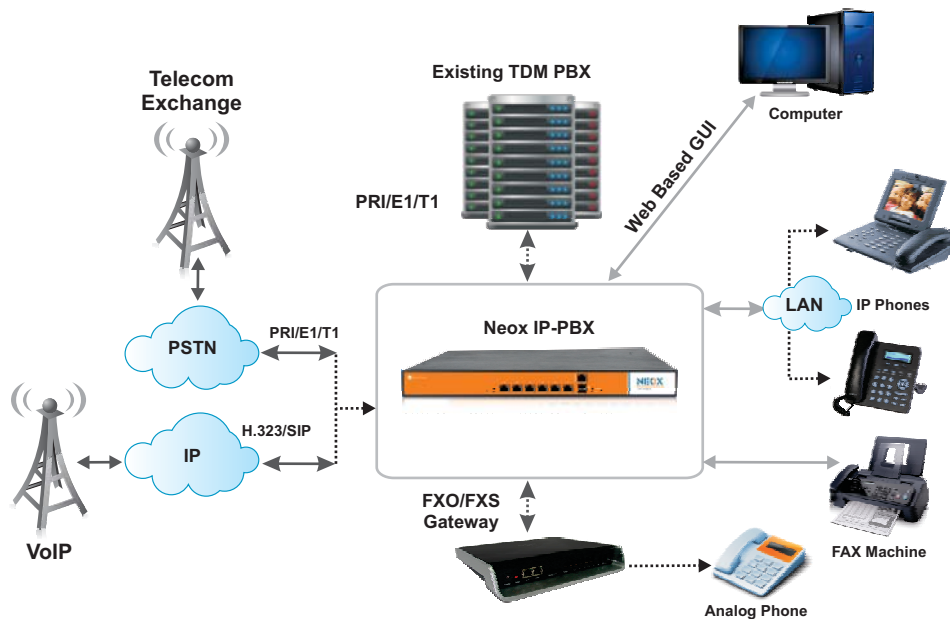 Telecom
Exchange
Existing TDM PBX
Computer
PRI/E1/T1
Web Based GUI
PSTN
PRI/E1/T1
Neox IP-PBX
NEOX
LAN
IP Phones
IP
H.323/SIP
VoIP
FXO/FXS
Gateway
FAX Machine
Analog Phone